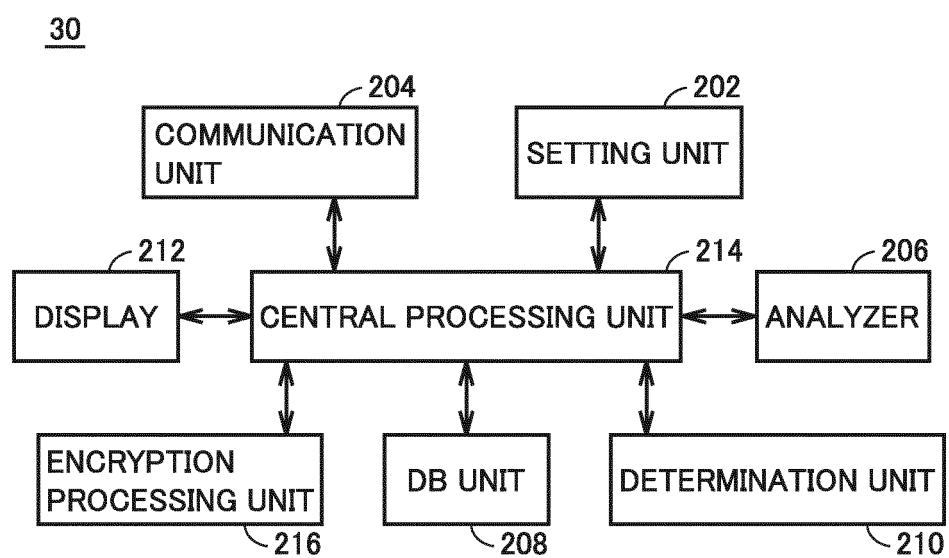 30
204
202
COMMUNICATION
UNIT
SETTING UNIT
212
214
206
DISPLAY
CENTRAL PROCESSING UNIT
ANALYZER
ENCRYPTION
PROCESSING UNIT
DB UNIT
DETERMINATION UNIT
216
208
210